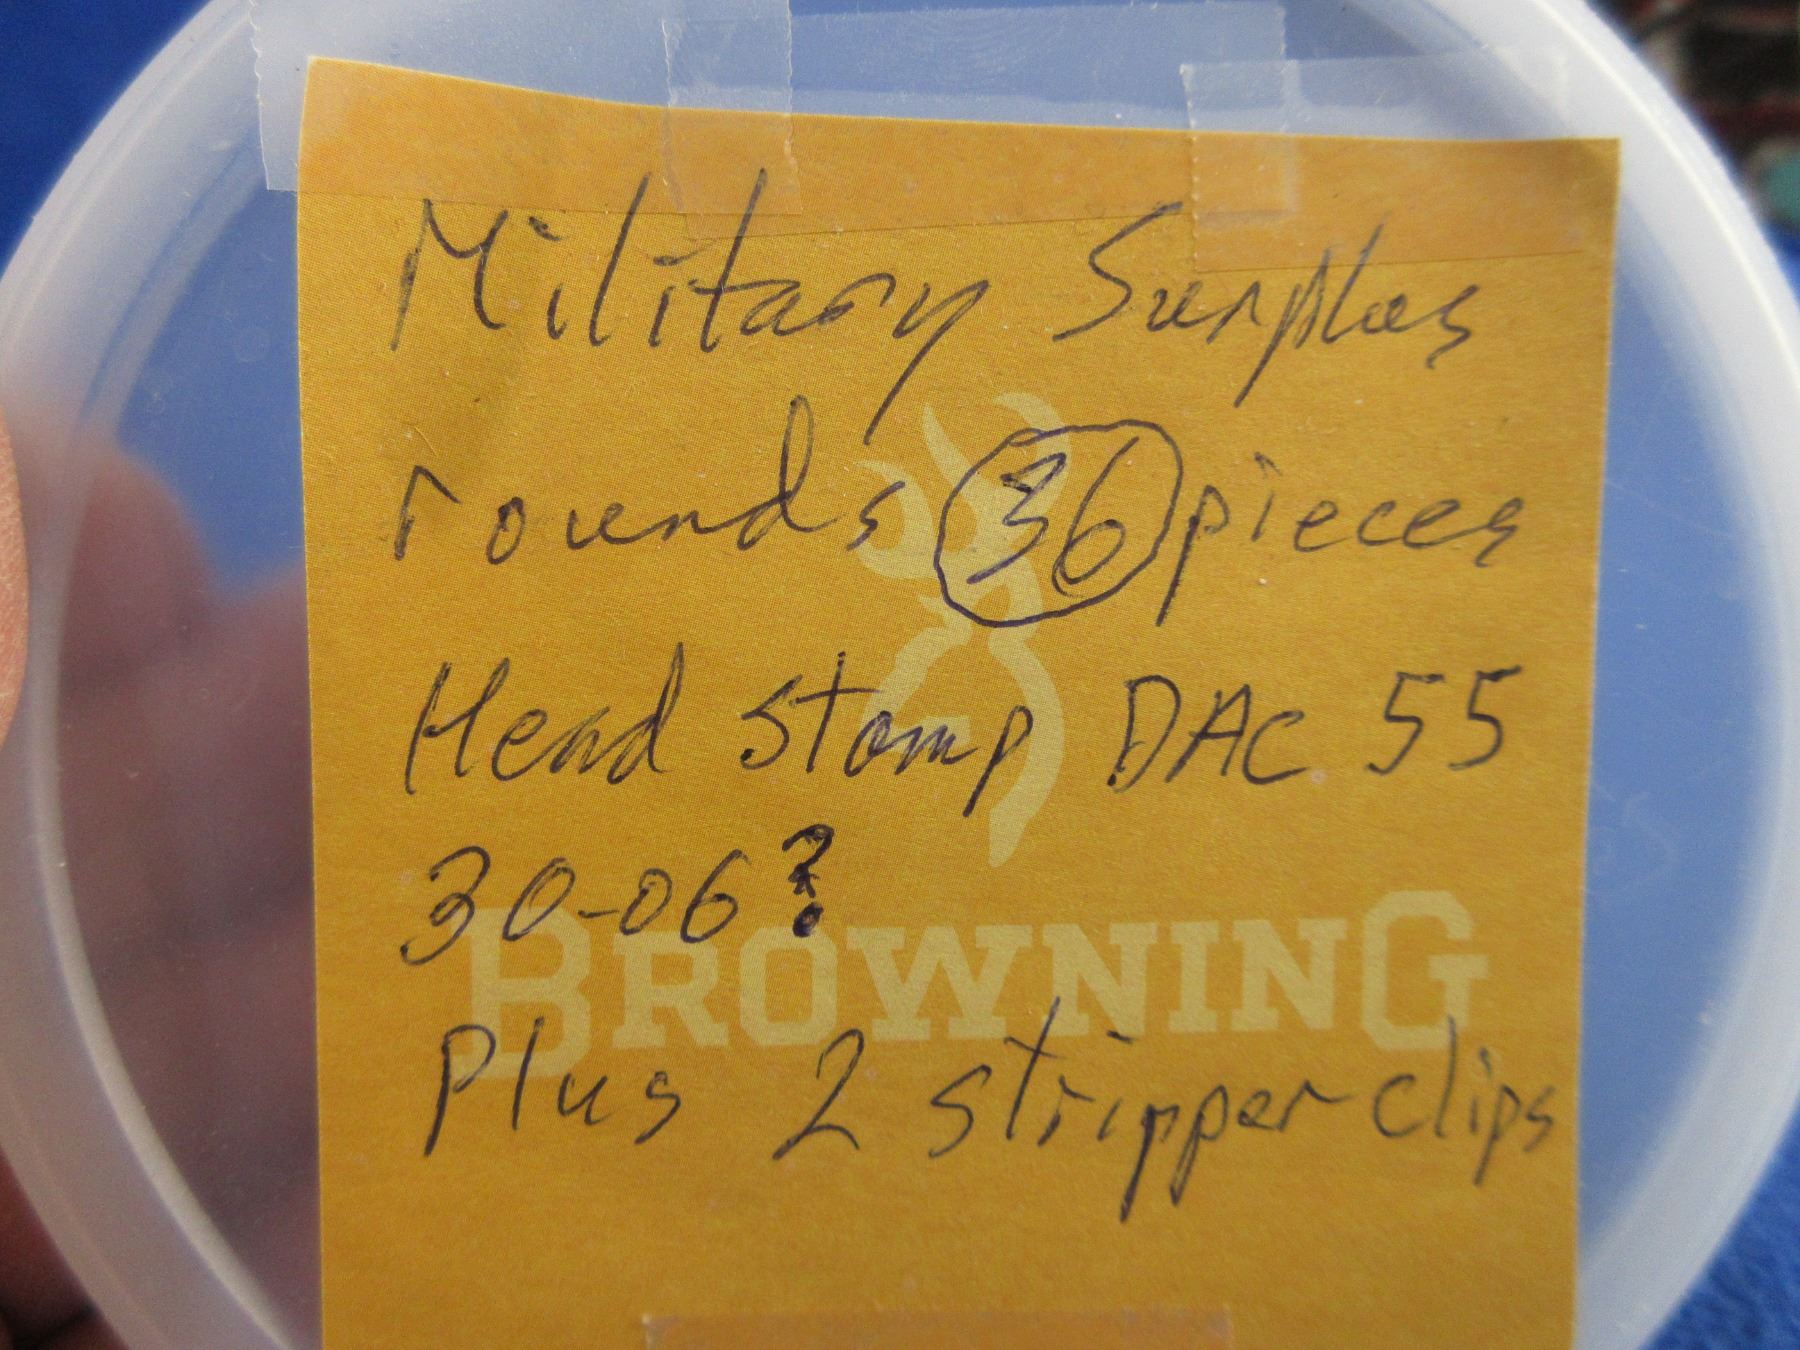 Military Surplus
rounds 36 pieces
Head stamp DAC 55
30-06?
BROWNING
Plus 2 stripper clips